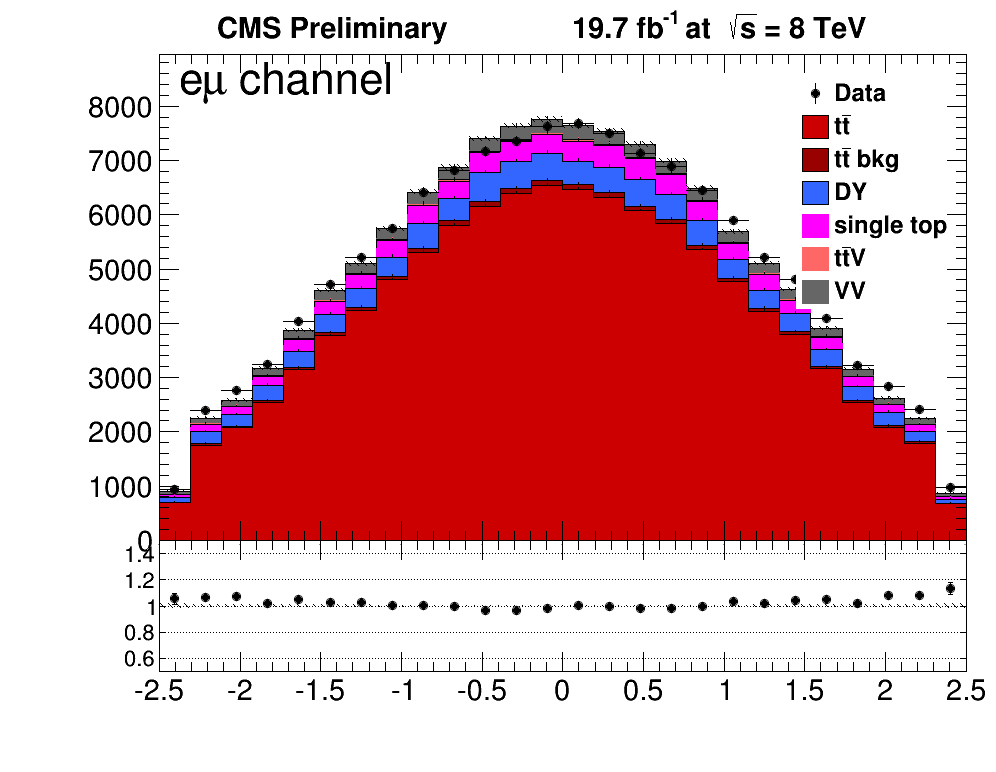 CMS Preliminary 19.7 fb⁻¹ at √s = 8 TeV
eμ channel
Data
tt̄
tt̄ bkg
DY
single top
tt̄V
VV
8000
7000
6000
5000
4000
3000
2000
1000
0
1.4
1.2
1
0.8
0.6
-2.5 -2 -1.5 -1 -0.5 0 0.5 1 1.5 2 2.5